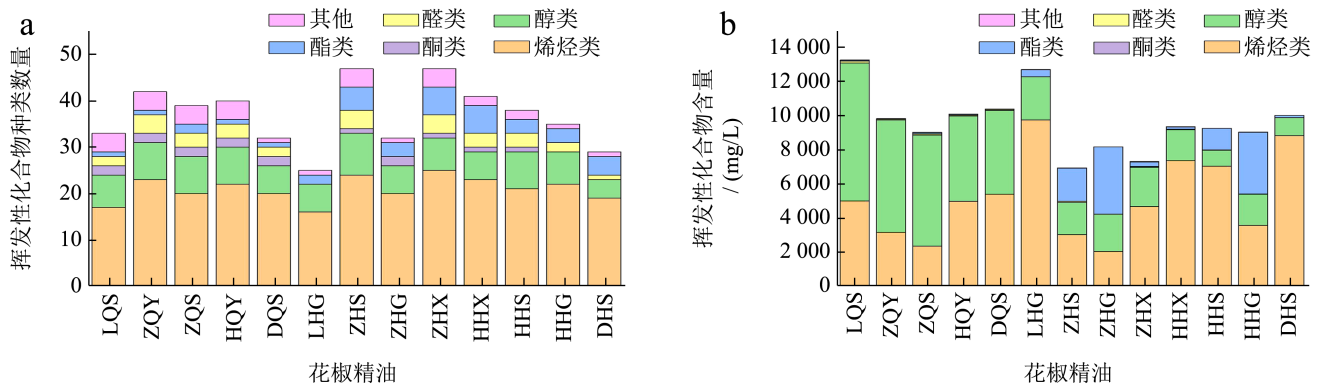 a
其他 醛类 醇类
酯类 酮类 烯烃类
挥发性化合物种类数量
50
40
30
20
10
0
LQS ZQY ZQS HQY DQS LHG ZHS ZHG ZHX HHX HHS HHG DHS
花椒精油
b
其他 醛类 醇类
酯类 酮类 烯烃类
挥发性化合物含量
/ (mg/L)
14 000
12 000
10 000
8 000
6 000
4 000
2 000
0
LQS ZQY ZQS HQY DQS LHG ZHS ZHG ZHX HHX HHS HHG DHS
花椒精油